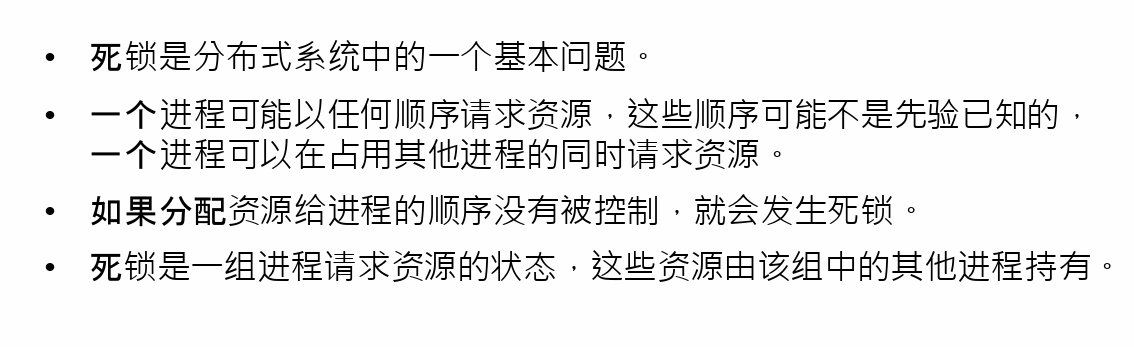 • 死锁是分布式系统中的一个基本问题。
• 一个进程可能以任何顺序请求资源，这些顺序可能不是先验已知的，
一个进程可以在占用其他进程的同时请求资源。
• 如果分配资源给进程的顺序没有被控制，就会发生死锁。
• 死锁是一组进程请求资源的状态，这些资源由该组中的其他进程持有。